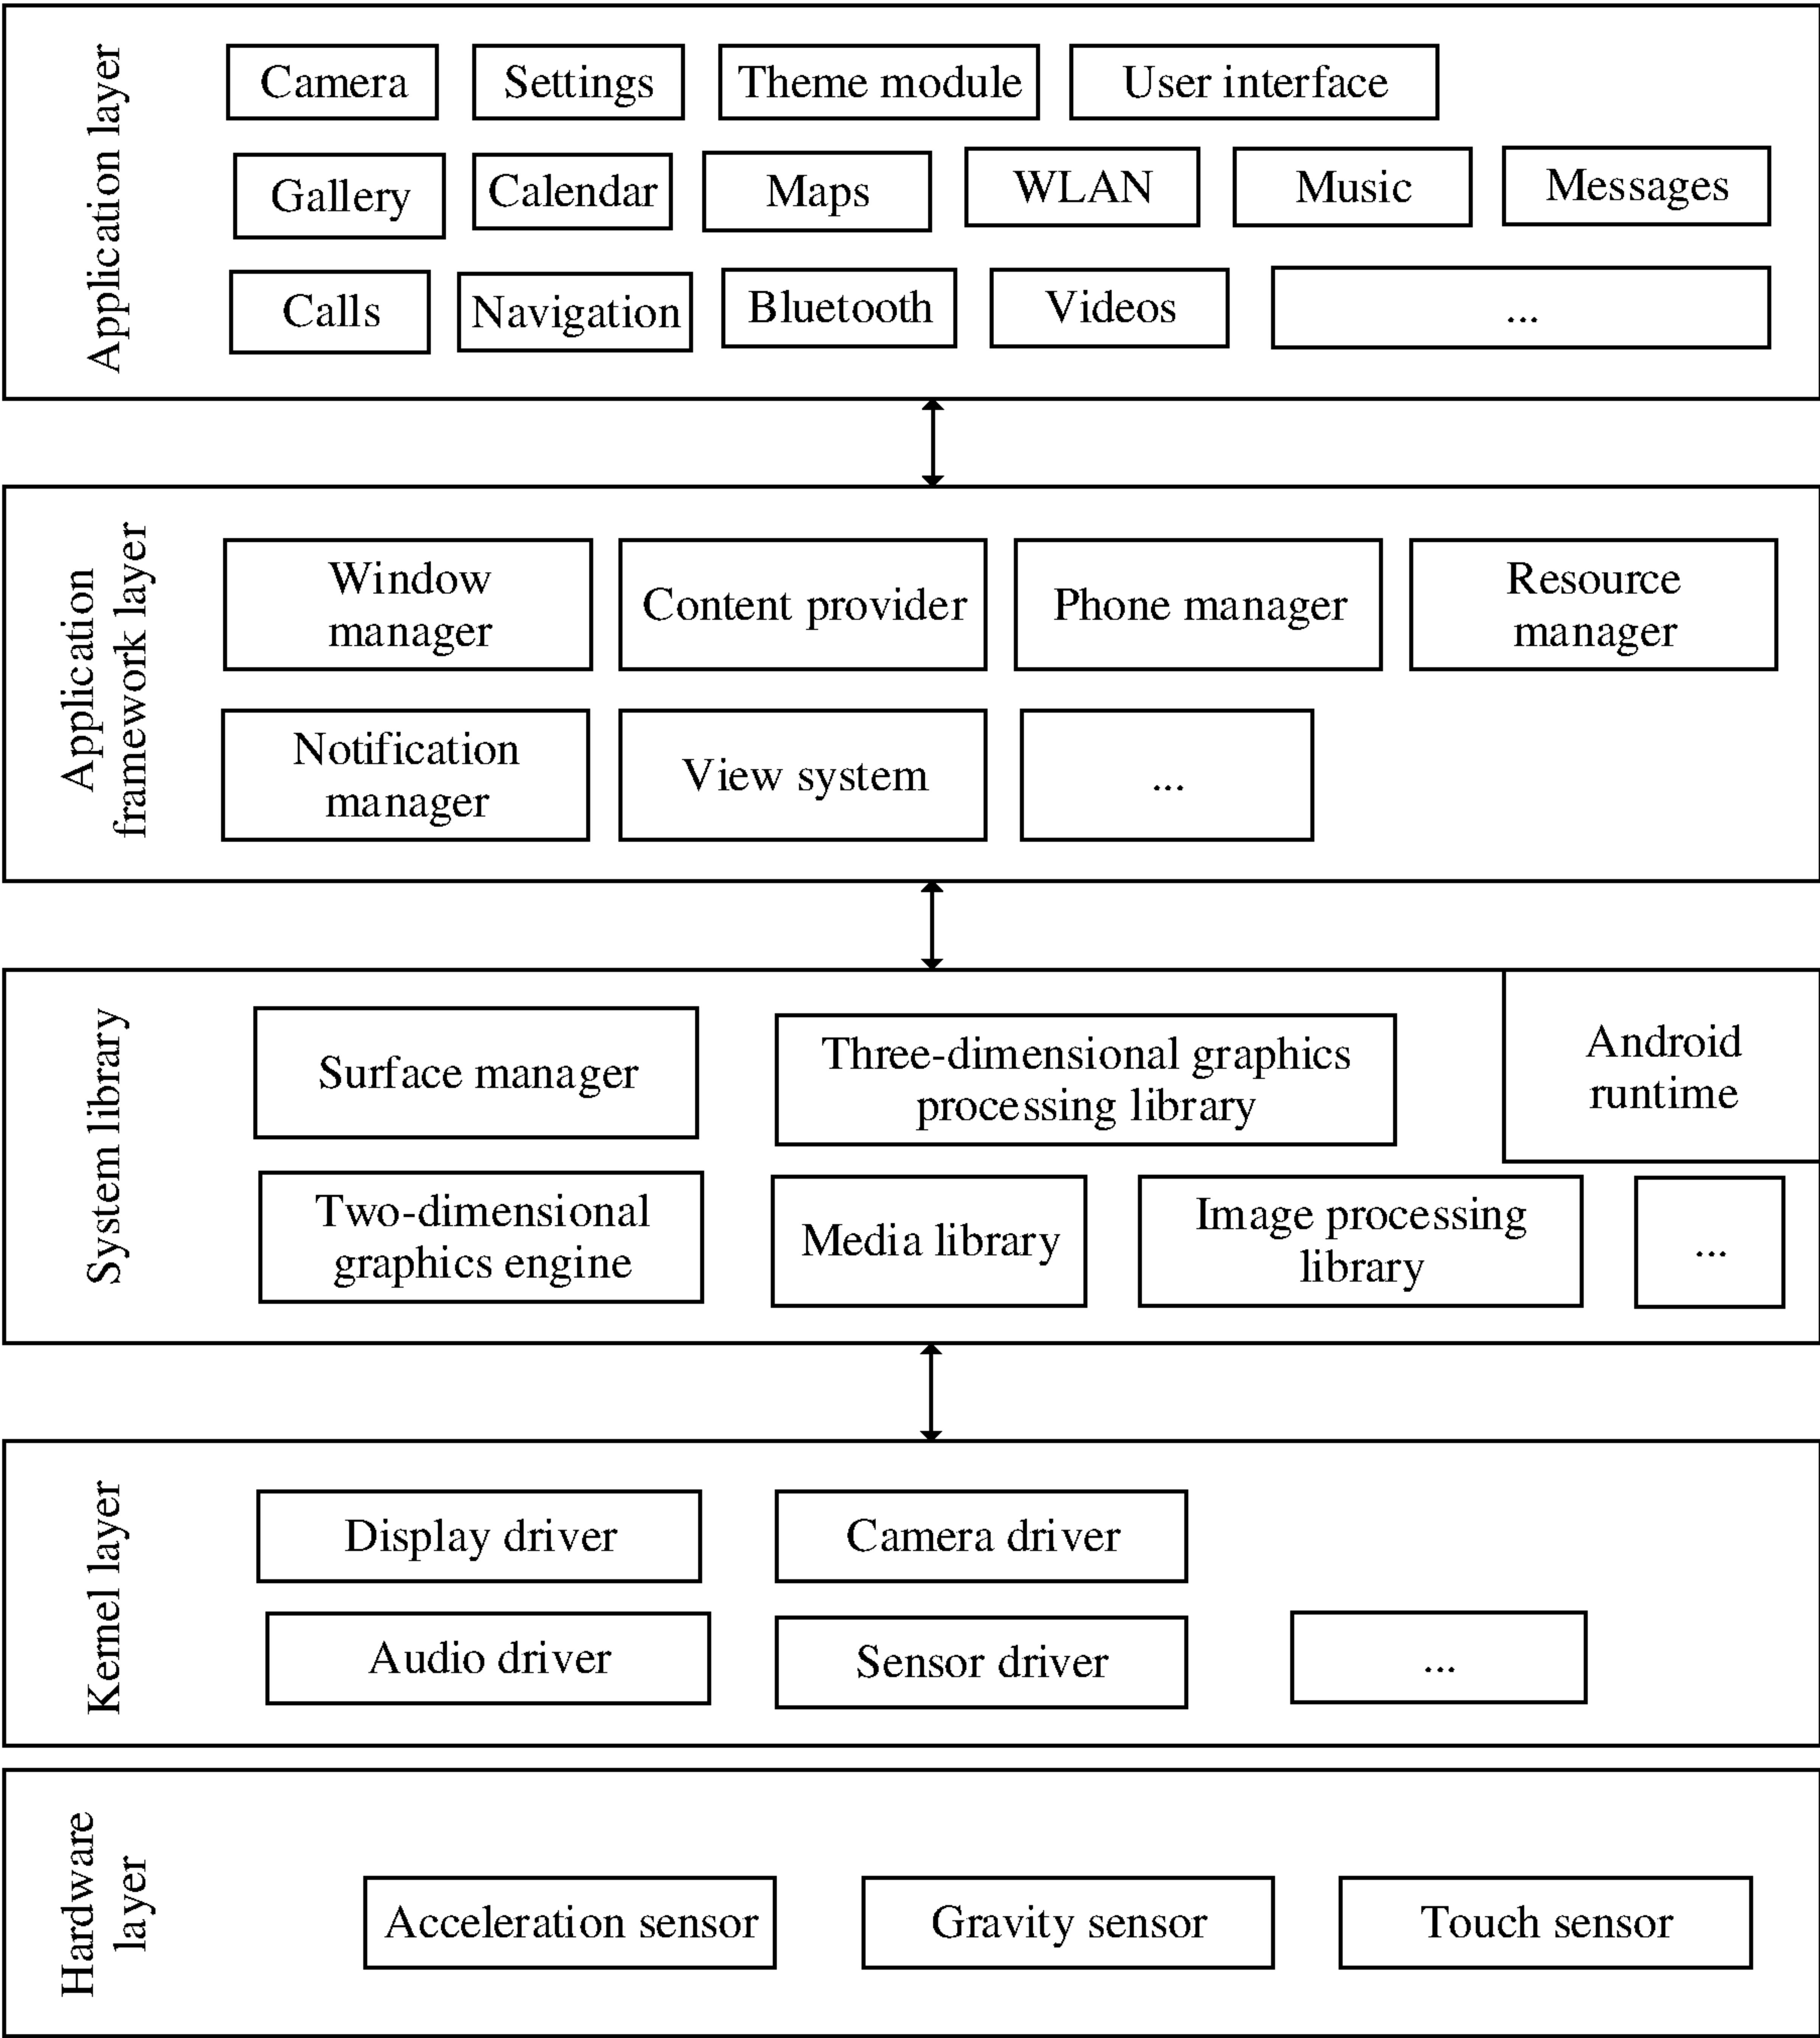 Application layer
Camera
Settings
Theme module
User interface
Gallery
Calendar
Maps
WLAN
Music
Messages
Calls
Navigation
Bluetooth
Videos
...
Application
framework layer
Window
manager
Content provider
Phone manager
Resource
manager
Notification
manager
View system
...
System library
Surface manager
Three-dimensional graphics
processing library
Android
runtime
Two-dimensional
graphics engine
Media library
Image processing
library
...
Kernel layer
Display driver
Camera driver
Audio driver
Sensor driver
...
Hardware
layer
Acceleration sensor
Gravity sensor
Touch sensor